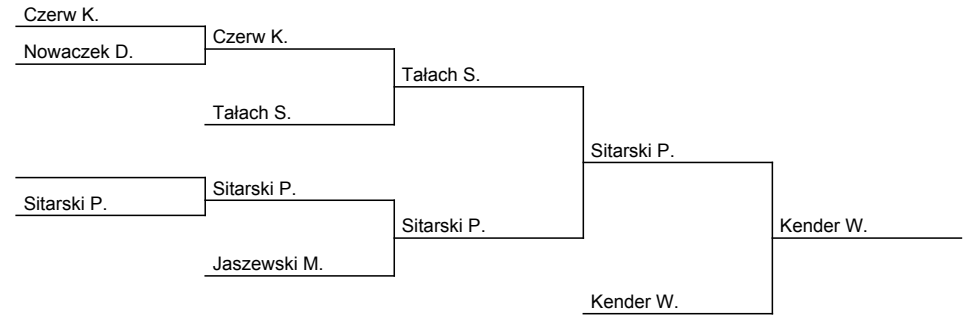 Czerw K.
Nowaczek D.
Czerw K.
Tałach S.
Tałach S.
Sitarski P.
Sitarski P.
Sitarski P.
Jaszewski M.
Sitarski P.
Kender W.
Kender W.